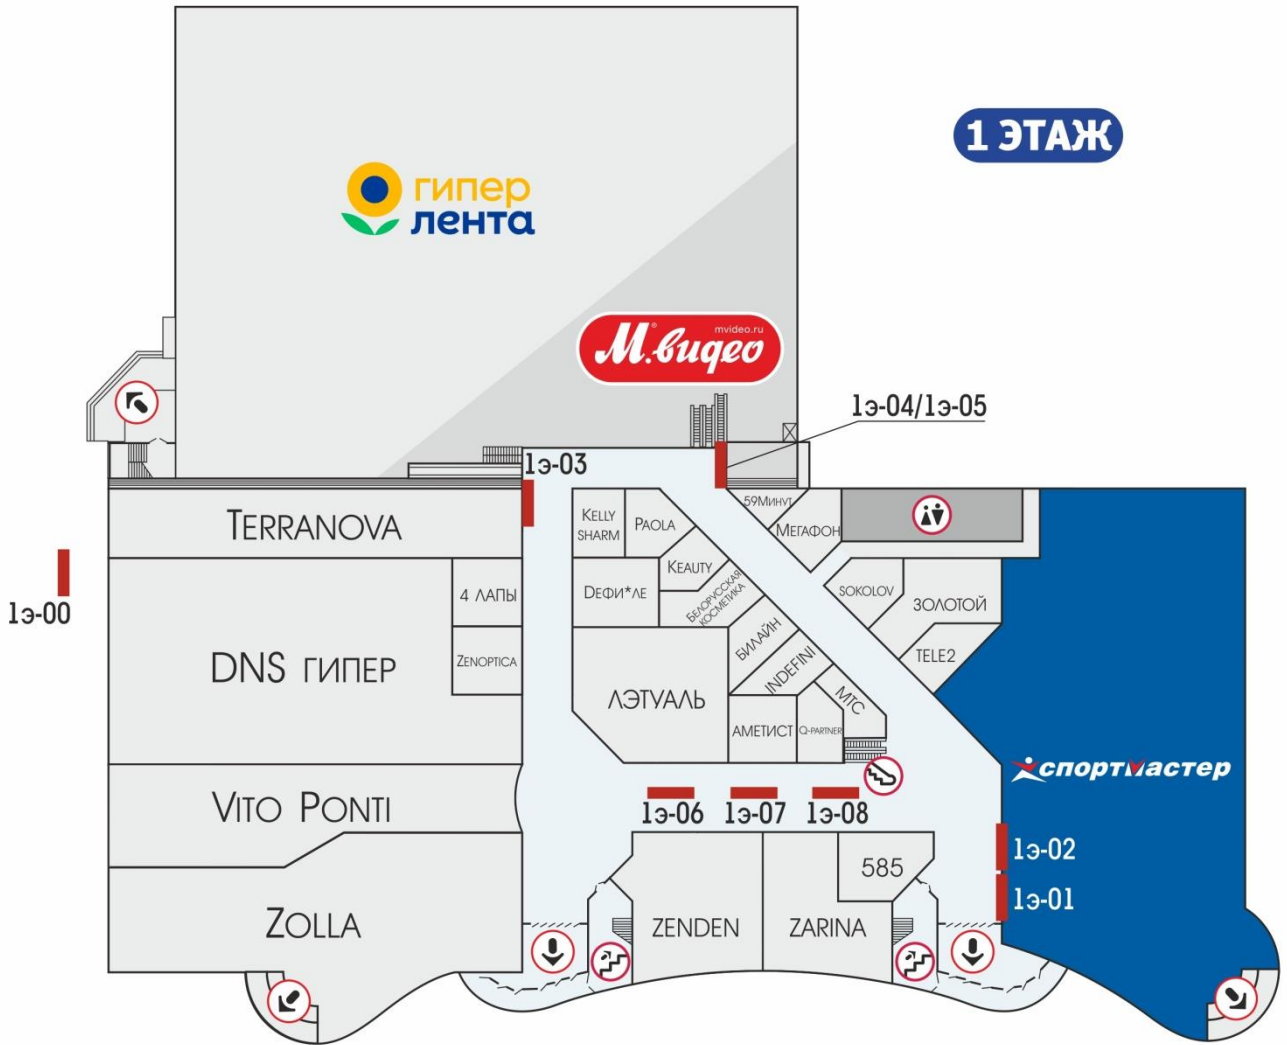 1 ЭТАЖ
гипер
лента
mvideo.ru
М.видео
1э-04/1э-05
1э-03
TERRANOVA
KELLY
SHARM
PAOLA
59МИНУТ
МЕГАФОН
KEAUTY
1э-00
4 ЛАПЫ
DЕФИ*ЛЕ
БЕЛОРУССКАЯ
КОСМЕТИКА
SOKOLOV
ЗОЛОТОЙ
DNS ГИПЕР
ZENOPTICA
БИЛАЙН
TELE2
INDEFINI
ЛЭТУАЛЬ
МТС
АМЕТИСТ
Q-PARTNER
спортмастер
VITO PONTI
1э-06
1э-07
1э-08
1э-02
585
1э-01
ZOLLA
ZENDEN
ZARINA